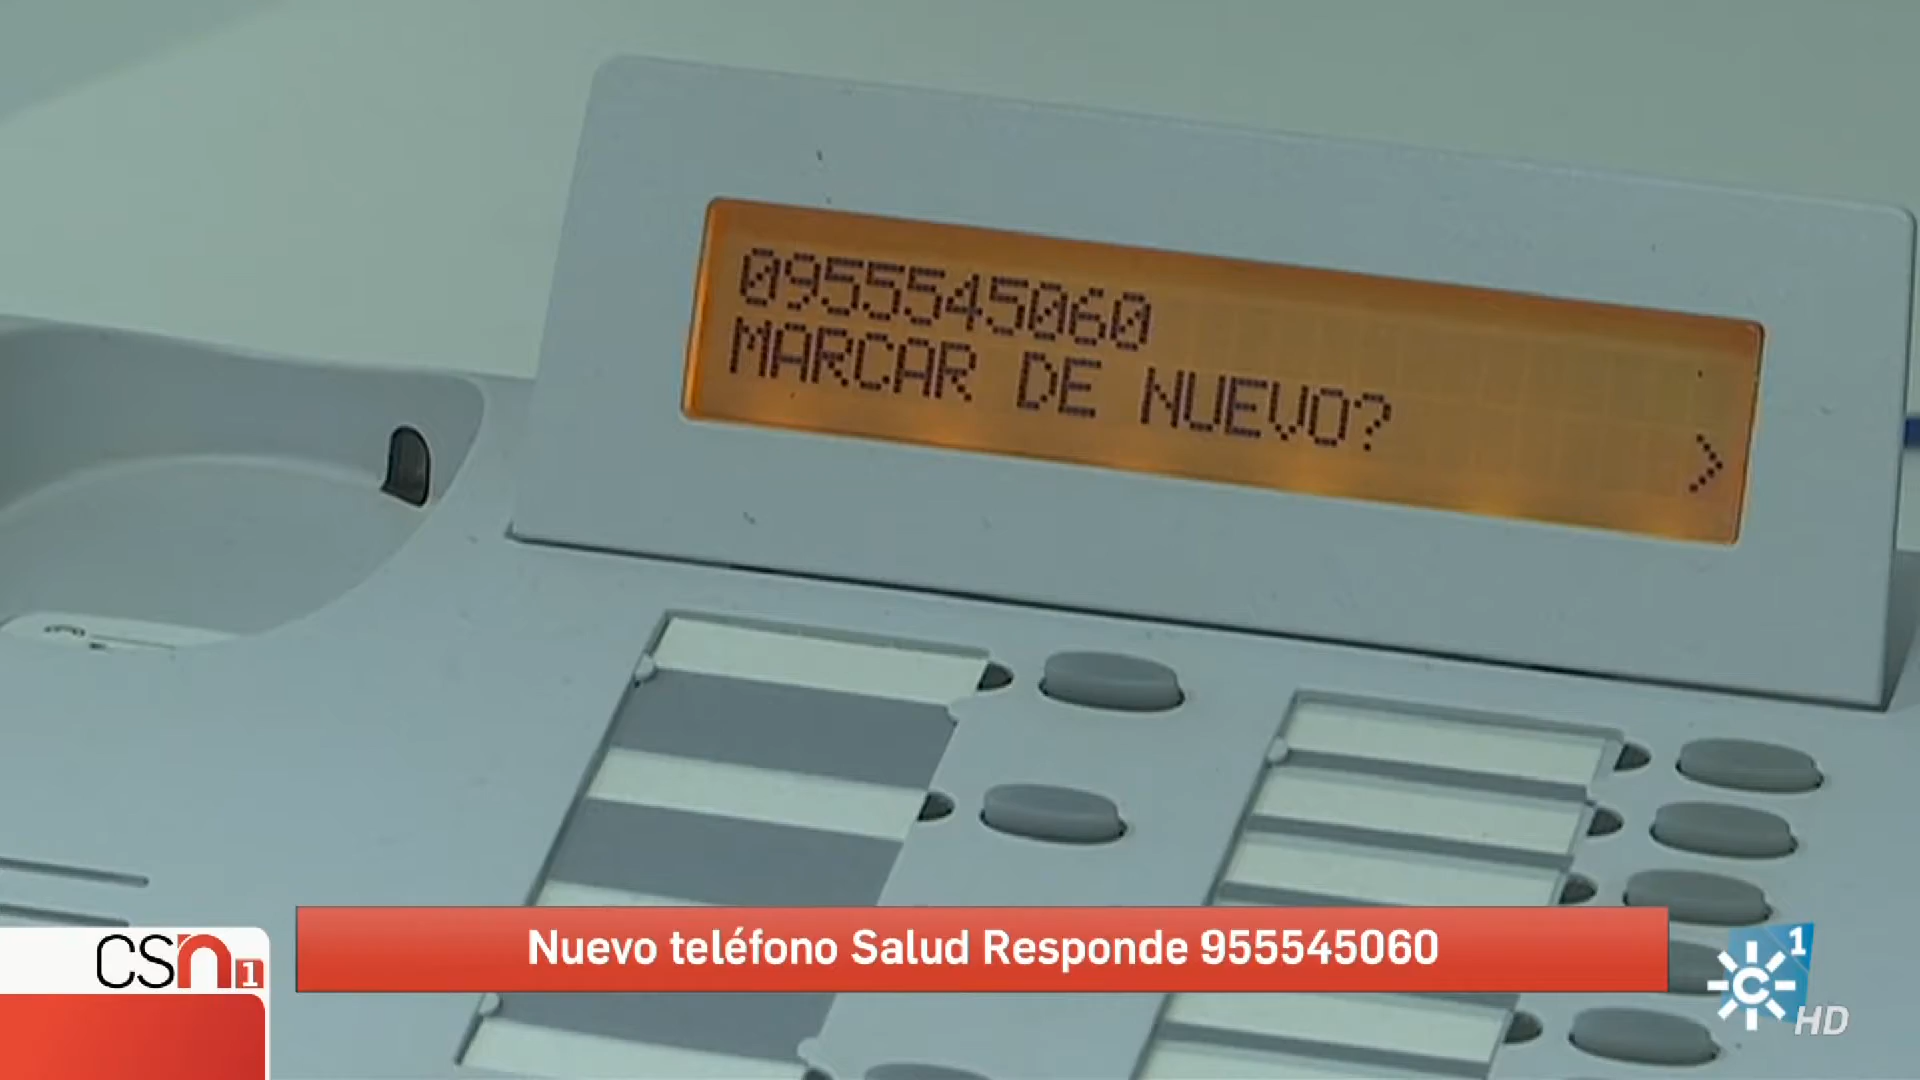 0955545060
MARCAR DE NUEVO?
>
Nuevo teléfono Salud Responde 955545060
CSn1
1
HD